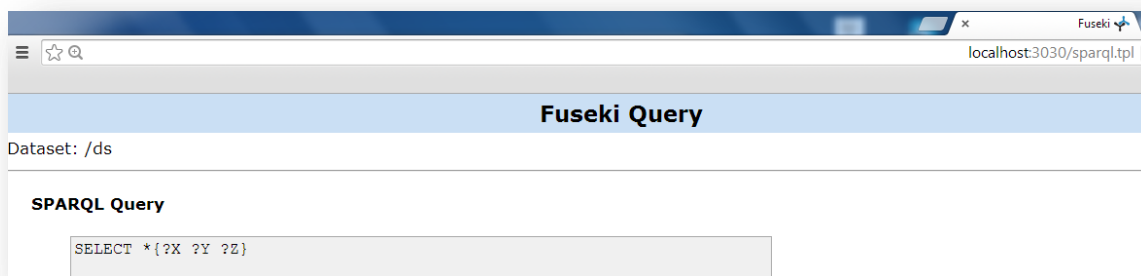 Fuseki
localhost:3030/sparql.tpl
Fuseki Query
Dataset: /ds
SPARQL Query
SELECT *{?X ?Y ?Z}